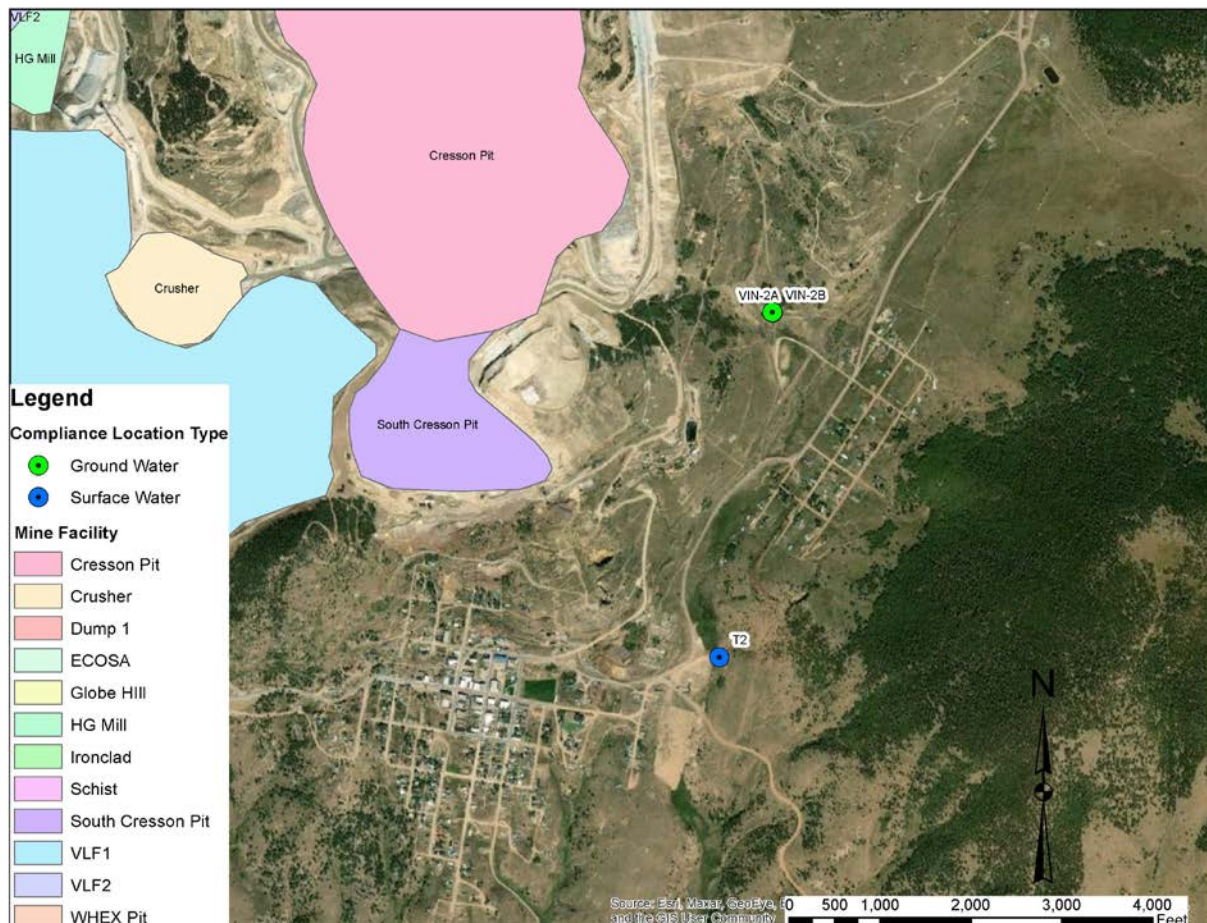 VLF2
HG Mill
Cresson Pit
Crusher
VIN-2A VIN-2B
South Cresson Pit
T2
N
Legend
Compliance Location Type
Ground Water
Surface Water
Mine Facility
Cresson Pit
Crusher
Dump 1
ECOSA
Globe HIll
HG Mill
Ironclad
Schist
South Cresson Pit
VLF1
VLF2
WHEX Pit
Source: Esri, Maxar, GeoEye, E
and the GIS User Community
0 500 1,000 2,000 3,000 4,000
Feet